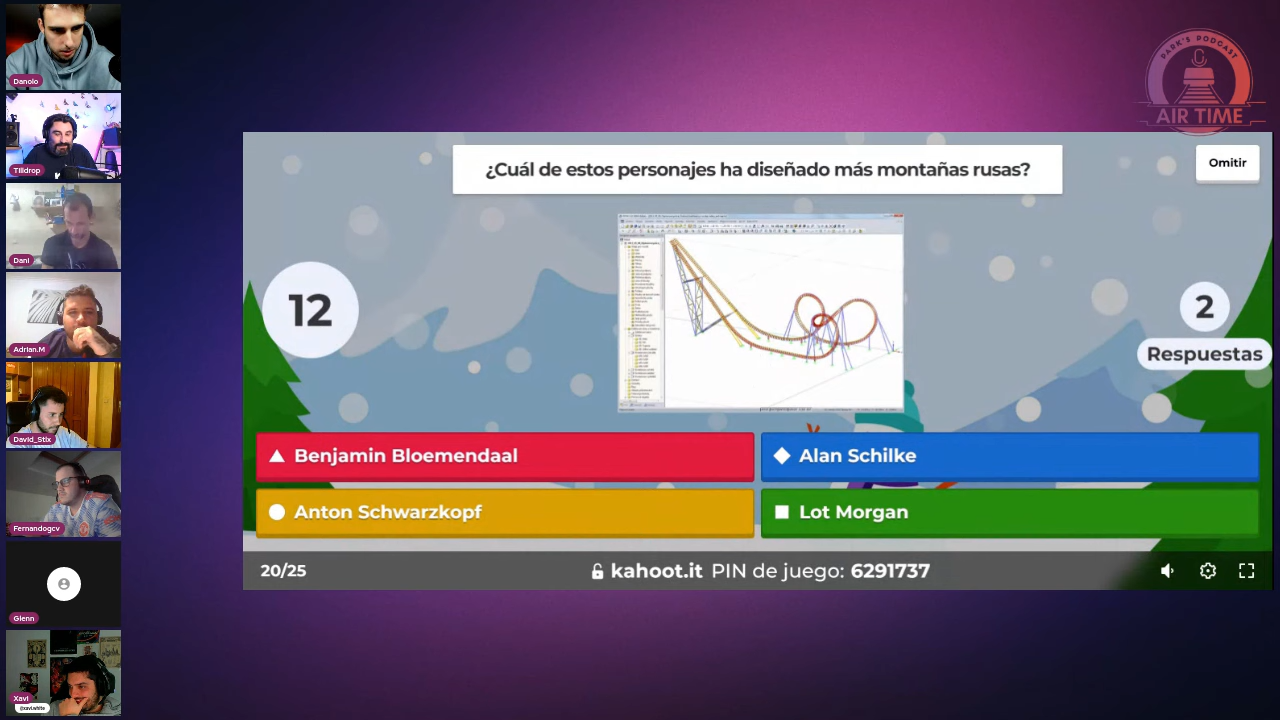 Danolo
Tilldrop
Dani
Adrian.M
David_Stix
Fernandogcv
Glenn
Xavi
PARK'S PODCAST
AIR TIME
¿Cuál de estos personajes ha diseñado más montañas rusas?
Omitir
12
2
Respuestas
Benjamin Bloemendaal
Alan Schilke
Anton Schwarzkopf
Lot Morgan
20/25
kahoot.it PIN de juego: 6291737